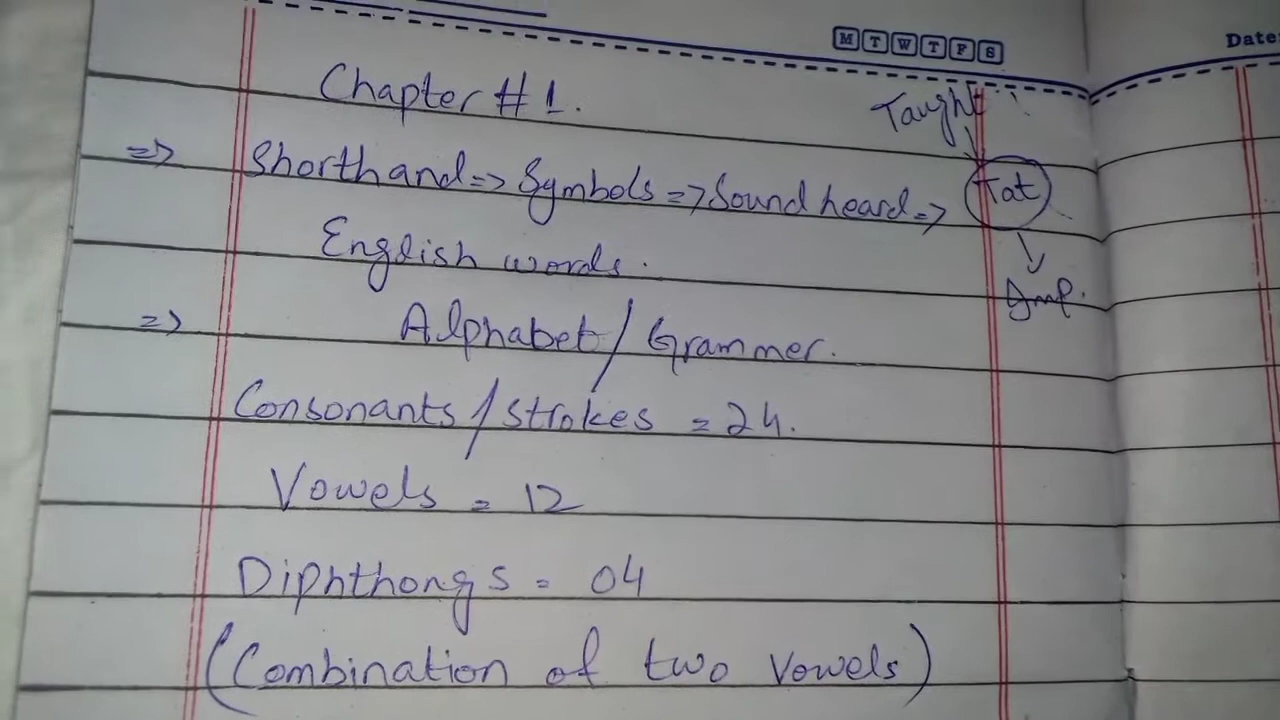 M T W T F S
Date:
Chapter # 1.
Taught
=> Shorthand => Symbols => Sound heard => Tat
English words.
Imp.
=> Alphabet / Grammer.
Consonants / Strokes = 24.
Vowels = 12
Diphthongs = 04
(Combination of two vowels)